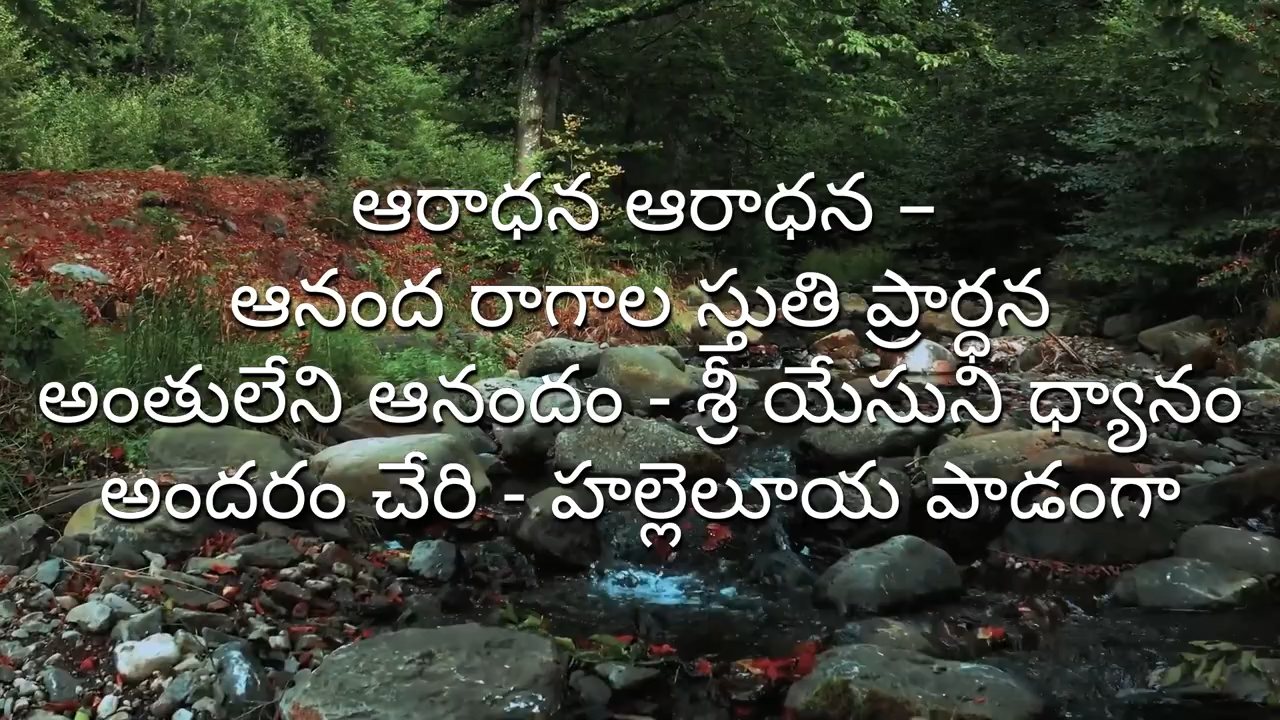 ఆరాధన ఆరాధన –
ఆనంద రాగాల స్తుతి ప్రార్ధన
అంతులేని ఆనందం - శ్రీ యేసుని ధ్యానం
అందరం చేరి - హల్లెలూయ పాడంగా